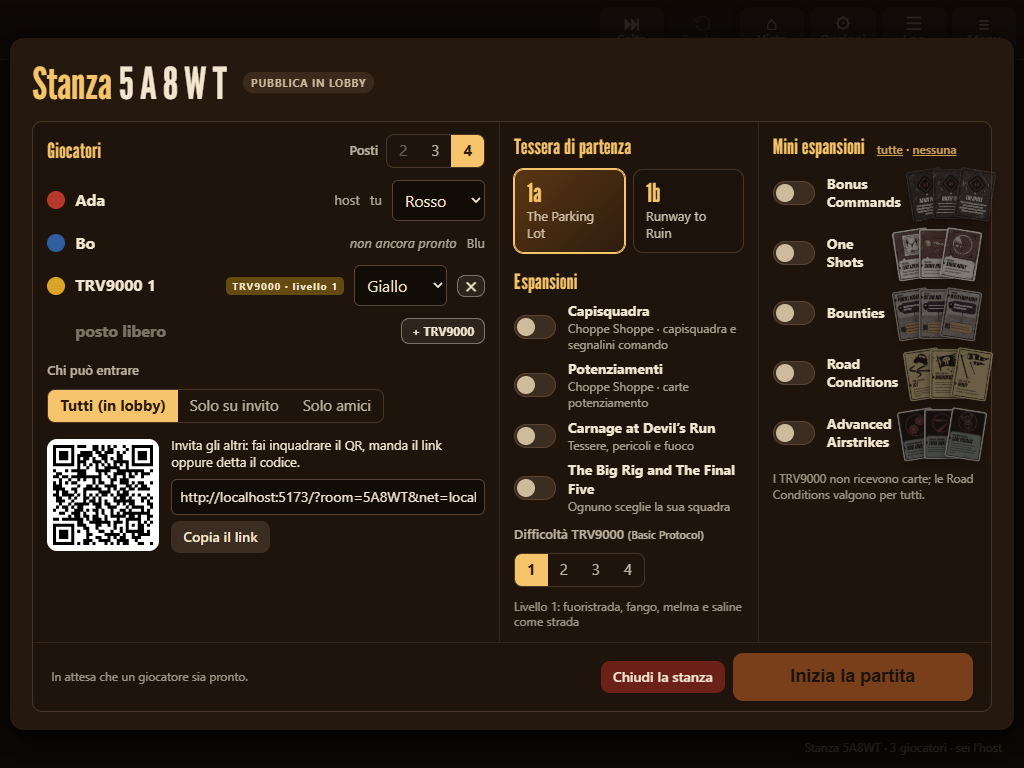 Stanza 5A8WT PUBBLICA IN LOBBY
Giocatori
Posti 2 3 4
Ada host tu Rosso
Bo non ancora pronto Blu
TRV9000 1 TRV9000 · livello 1 Giallo
posto libero + TRV9000
Chi può entrare
Tutti (in lobby) Solo su invito Solo amici
Invita gli altri: fai inquadrare il QR, manda il link
oppure detta il codice.
http://localhost:5173/?room=5A8WT&net=local
Copia il link
Tessera di partenza
1a
The Parking
Lot
1b
Runway to
Ruin
Espansioni
Capisquadra
Choppe Shoppe · capisquadra e
segnalini comando
Potenziamenti
Choppe Shoppe · carte
potenziamento
Carnage at Devil's Run
Tessere, pericoli e fuoco
The Big Rig and The Final
Five
Ognuno sceglie la sua squadra
Difficoltà TRV9000 (Basic Protocol)
1 2 3 4
Livello 1: fuoristrada, fango, melma e saline
come strada
Mini espansioni tutte · nessuna
Bonus
Commands
One
Shots
Bounties
Road
Conditions
Advanced
Airstrikes
I TRV9000 non ricevono carte; le Road
Conditions valgono per tutti.
In attesa che un giocatore sia pronto.
Chiudi la stanza
Inizia la partita
Stanza 5A8WT · 3 giocatori · sei l'host